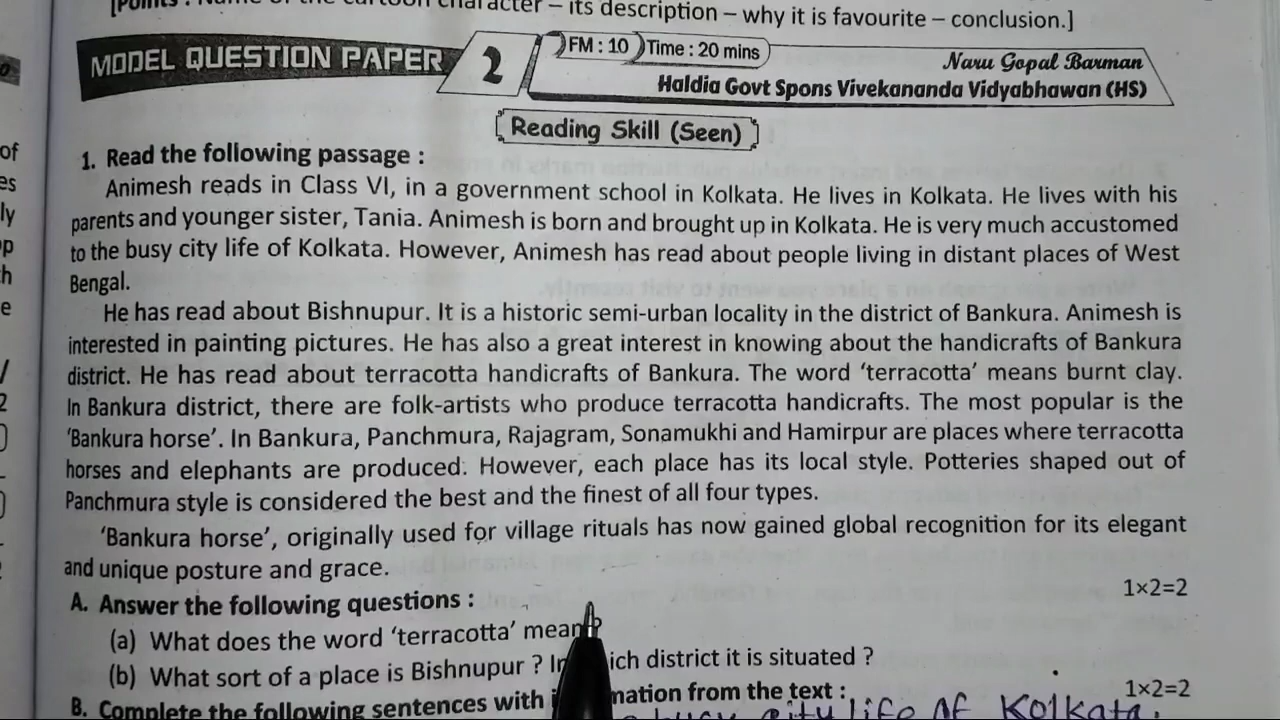 [Points : Name of the cartoon character – its description – why it is favourite – conclusion.]
MODEL QUESTION PAPER 2 FM : 10 Time : 20 mins
Naru Gopal Barman
Haldia Govt Spons Vivekananda Vidyabhawan (HS)
[Reading Skill (Seen)]
1. Read the following passage :
Animesh reads in Class VI, in a government school in Kolkata. He lives in Kolkata. He lives with his
parents and younger sister, Tania. Animesh is born and brought up in Kolkata. He is very much accustomed
to the busy city life of Kolkata. However, Animesh has read about people living in distant places of West
Bengal.
He has read about Bishnupur. It is a historic semi-urban locality in the district of Bankura. Animesh is
interested in painting pictures. He has also a great interest in knowing about the handicrafts of Bankura
district. He has read about terracotta handicrafts of Bankura. The word ‘terracotta’ means burnt clay.
In Bankura district, there are folk-artists who produce terracotta handicrafts. The most popular is the
‘Bankura horse’. In Bankura, Panchmura, Rajagram, Sonamukhi and Hamirpur are places where terracotta
horses and elephants are produced. However, each place has its local style. Potteries shaped out of
Panchmura style is considered the best and the finest of all four types.
‘Bankura horse’, originally used for village rituals has now gained global recognition for its elegant
and unique posture and grace.
A. Answer the following questions : 1×2=2
(a) What does the word ‘terracotta’ mean?
(b) What sort of a place is Bishnupur ? In ich district it is situated ?
B. Complete the following sentences with mation from the text : 1×2=2
busy city life of Kolkata.